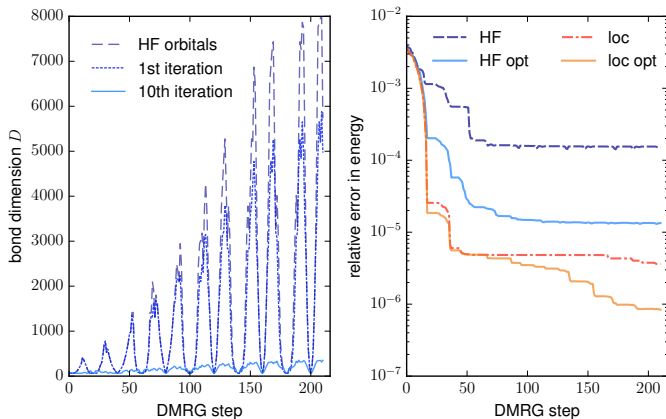 8000
7000
6000
5000
4000
3000
2000
1000
0
bond dimension D
HF orbitals
1st iteration
10th iteration
0 50 100 150 200
DMRG step
10⁻²
10⁻³
10⁻⁴
10⁻⁵
10⁻⁶
10⁻⁷
relative error in energy
HF loc
HF opt loc opt
0 50 100 150 200
DMRG step